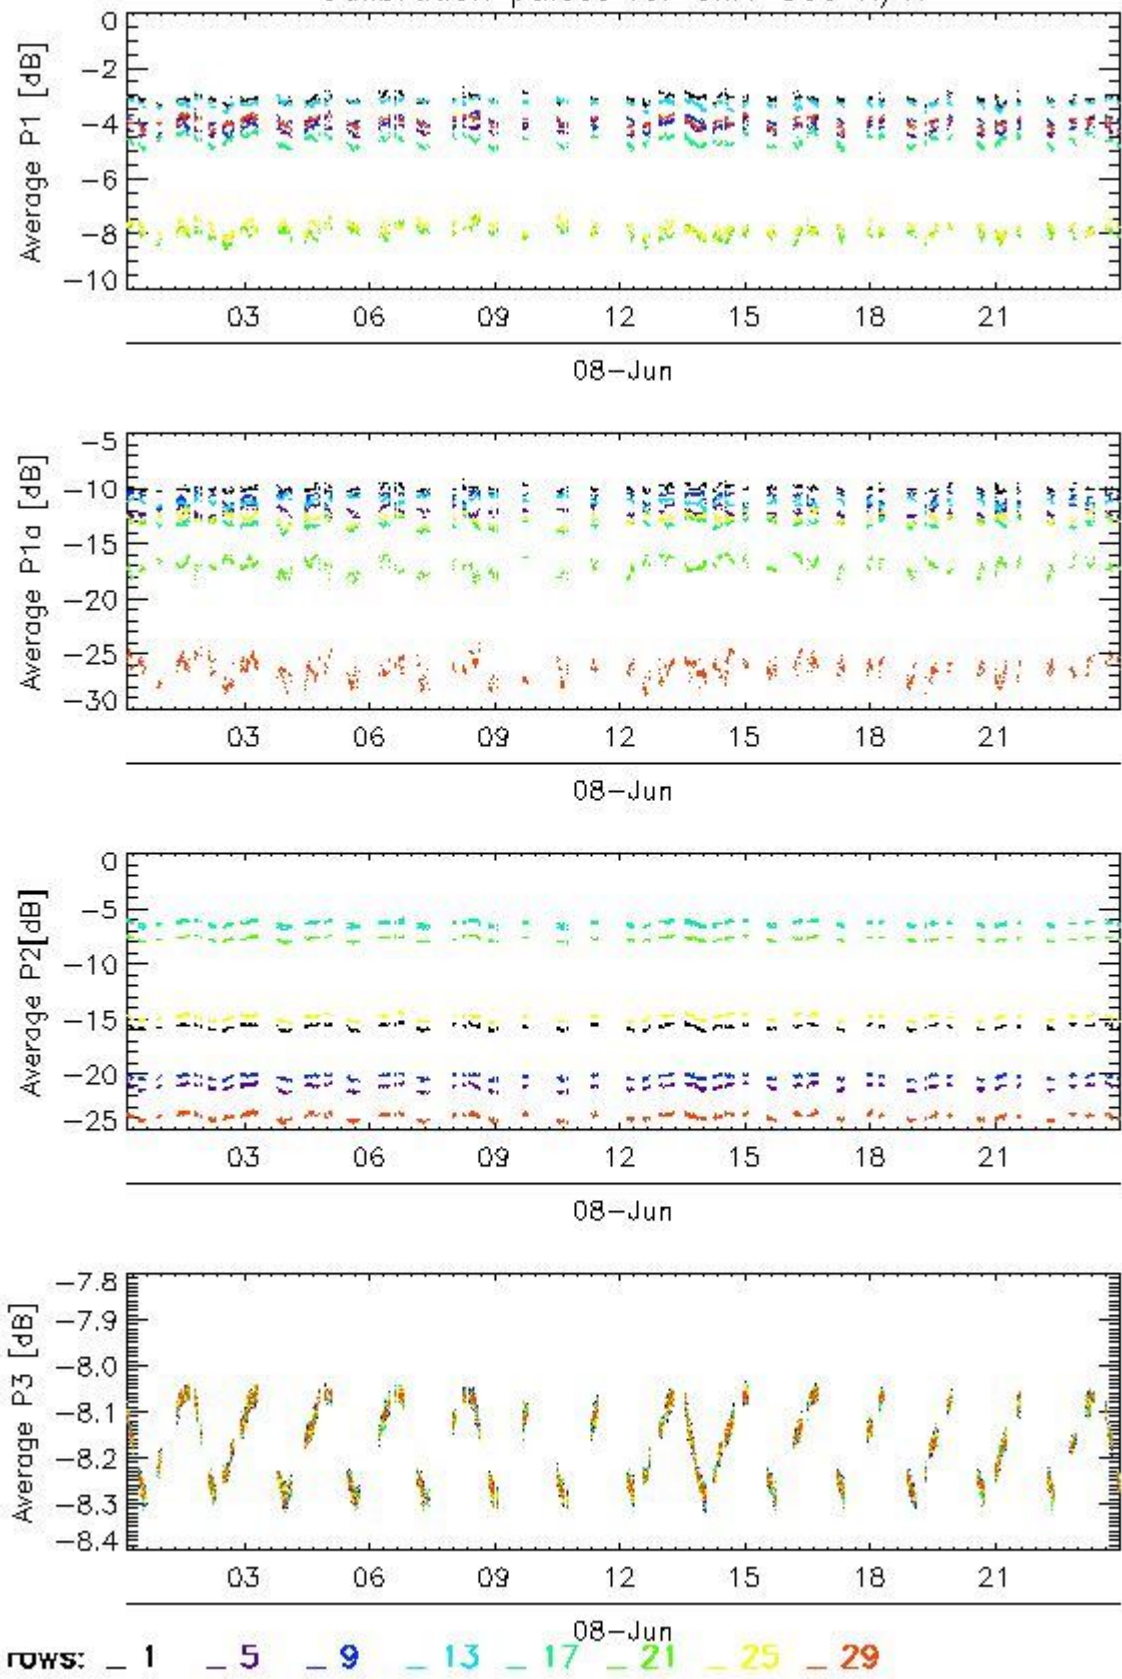 Average P1 [dB]
0
−2
−4
−6
−8
−10
03 06 09 12 15 18 21
08−Jun
Average P1a [dB]
−5
−10
−15
−20
−25
−30
03 06 09 12 15 18 21
08−Jun
Average P2[dB]
0
−5
−10
−15
−20
−25
03 06 09 12 15 18 21
08−Jun
Average P3 [dB]
−7.8
−7.9
−8.0
−8.1
−8.2
−8.3
−8.4
03 06 09 12 15 18 21
08−Jun
rows: _ 1 _ 5 _ 9 _ 13 _ 17 _ 21 _ 25 _ 29